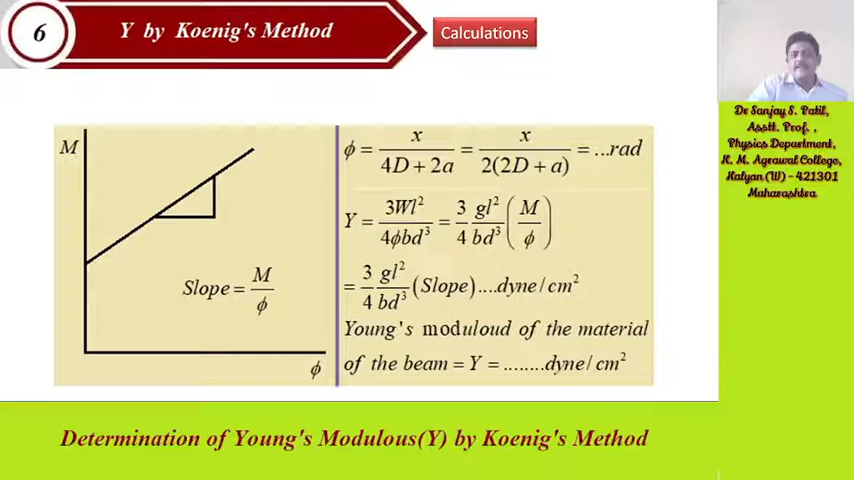 6
Y by Koenig's Method
Calculations
Dr Sanjay S. Patil,
Asstt. Prof. ,
Physics Department,
K. M. Agrawal College,
Kalyan (W) - 421301
Maharashtra
M
Slope = M/ϕ
ϕ
ϕ = x/(4D + 2a) = x/(2(2D + a)) = ...rad
Y = 3Wl²/(4ϕbd³) = (3/4) (gl²/bd³) (M/ϕ)
= (3/4) (gl²/bd³) (Slope) ....dyne / cm²
Young's moduloud of the material
of the beam = Y = ........dyne / cm²
Determination of Young's Modulous(Y) by Koenig's Method